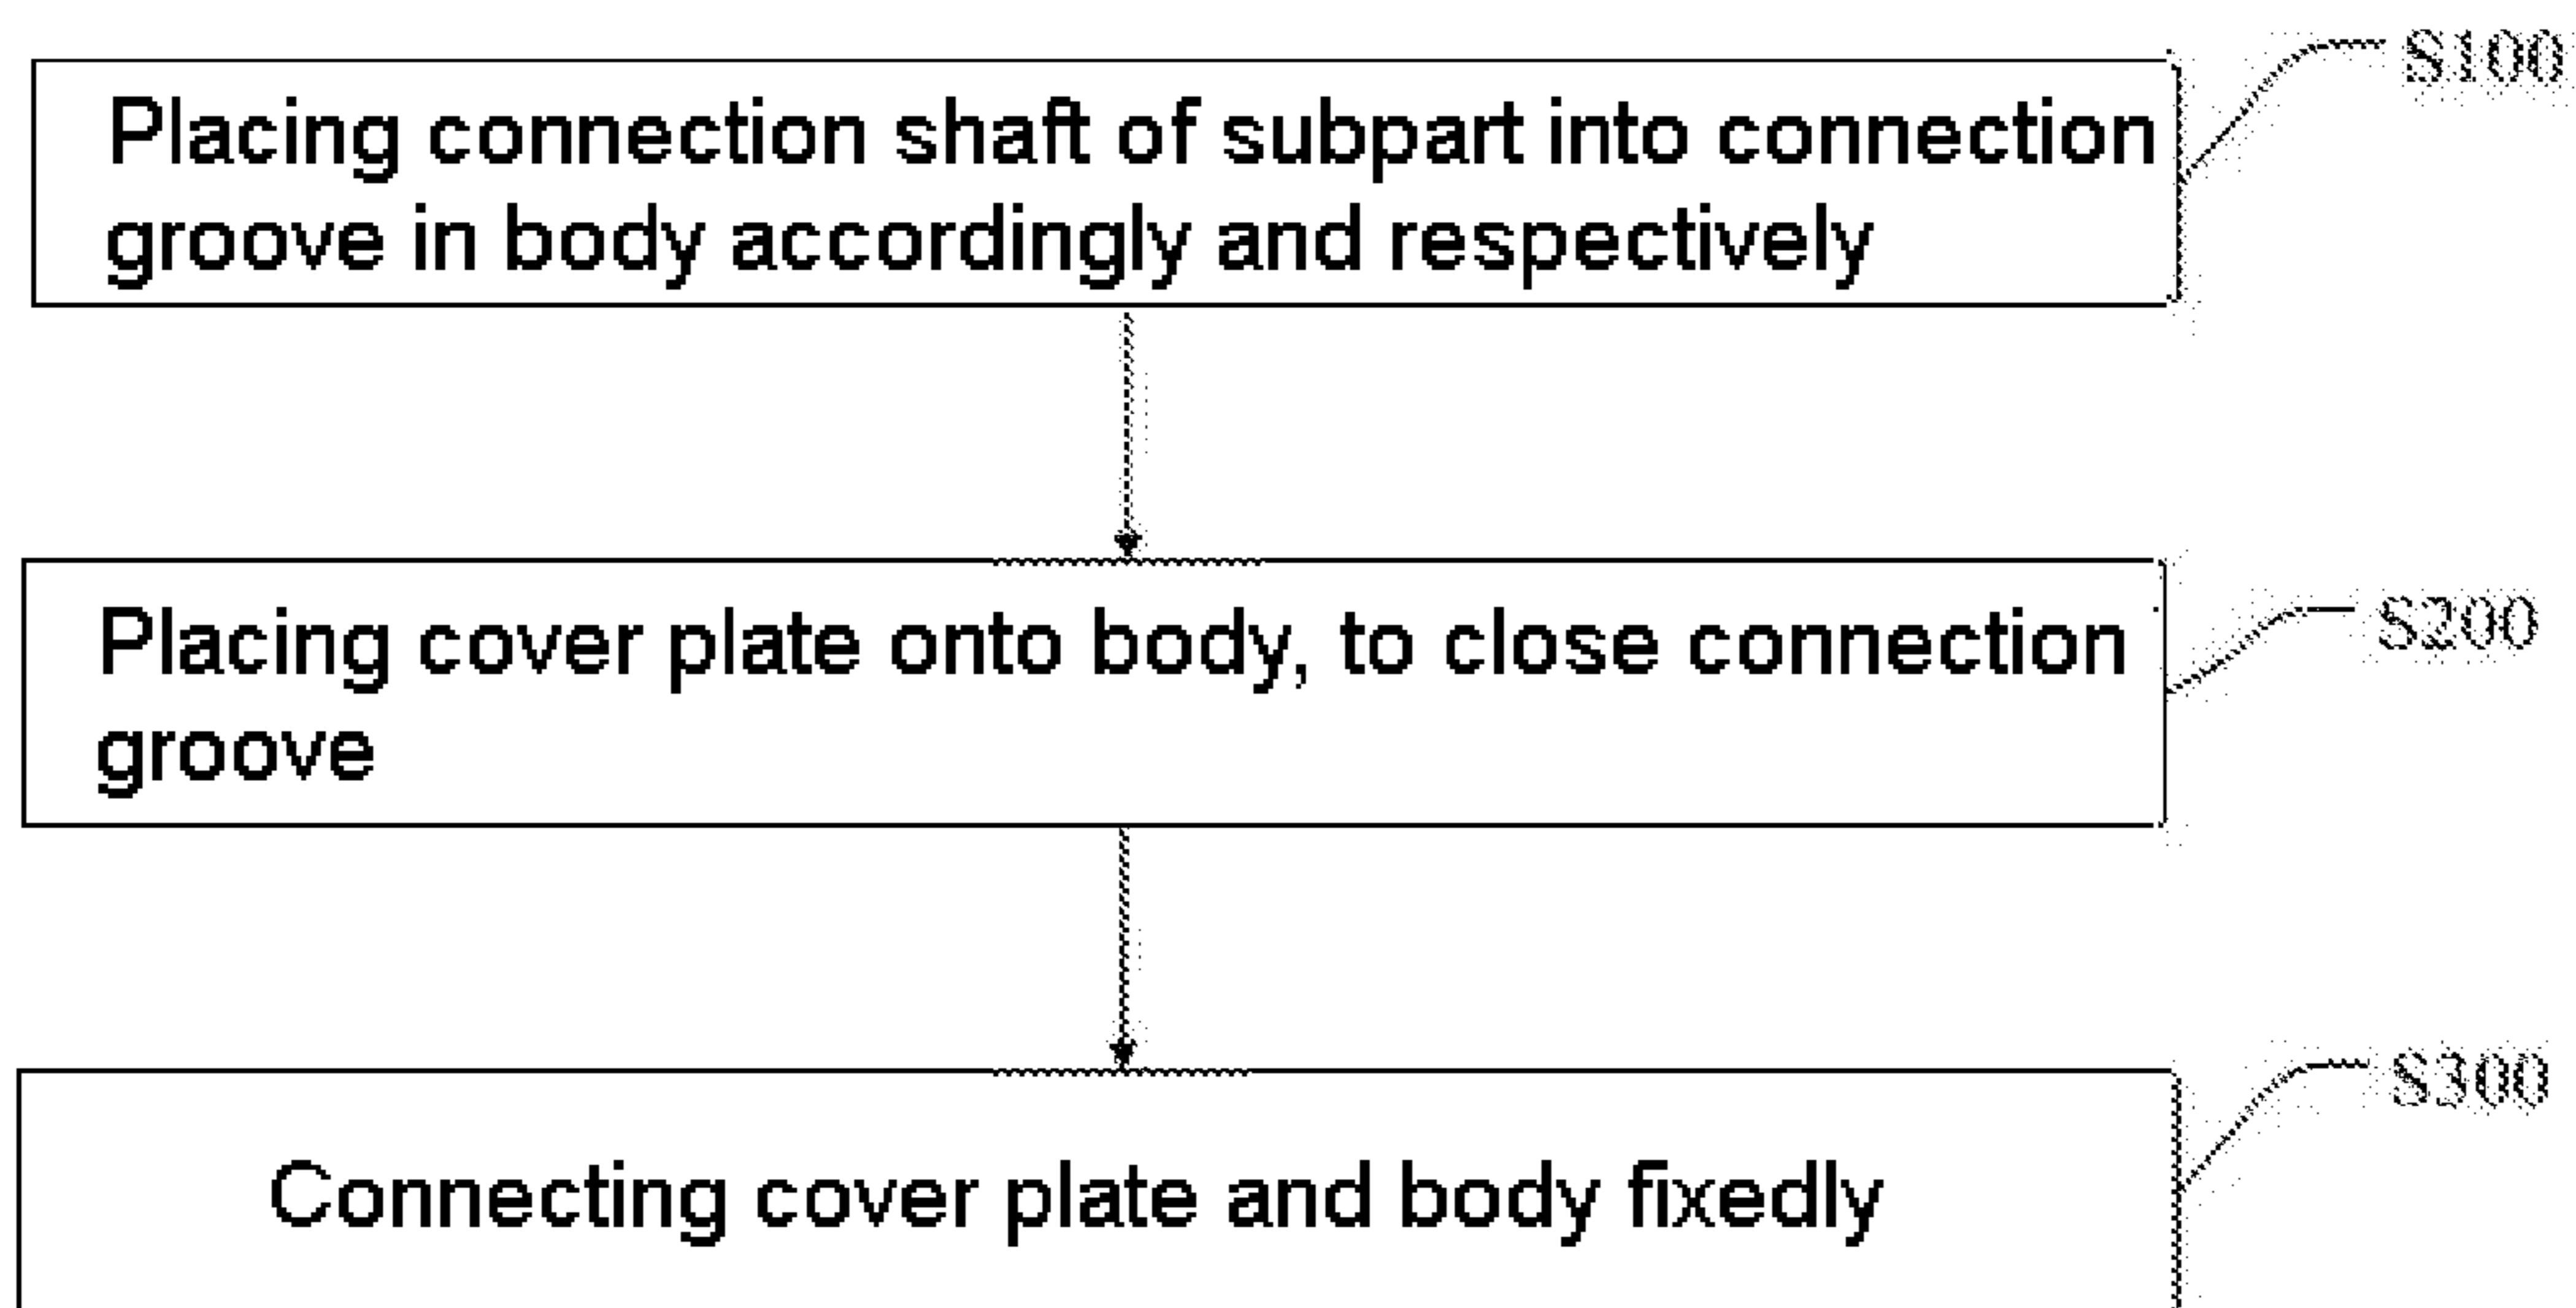 S100
Placing connection shaft of subpart into connection
groove in body accordingly and respectively
S200
Placing cover plate onto body, to close connection
groove
S300
Connecting cover plate and body fixedly